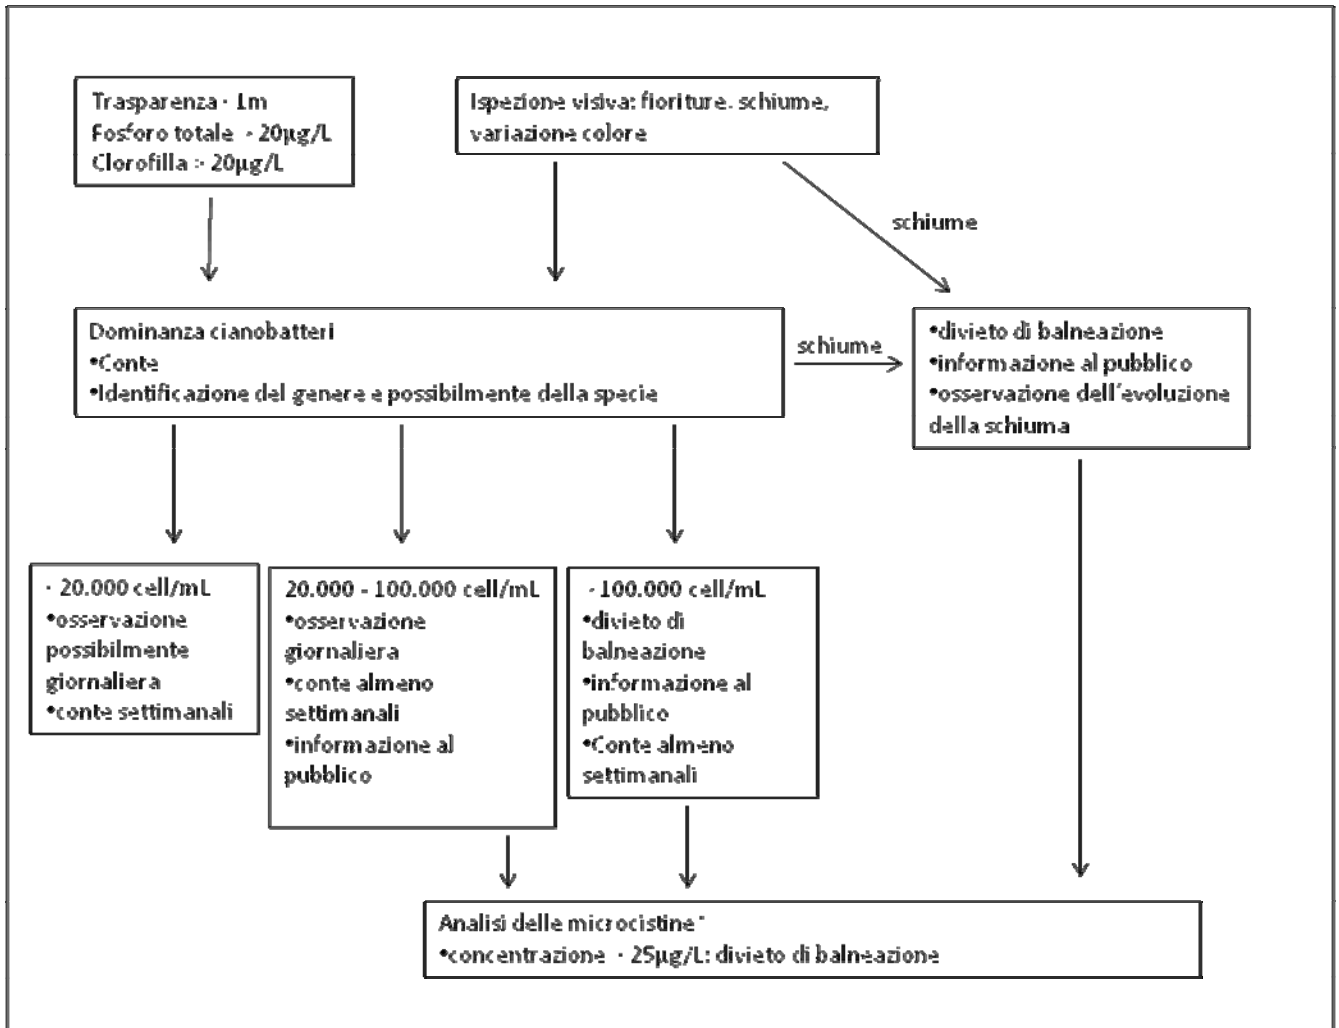 Trasparenza · 1m
Fosforo totale · 20µg/L
Clorofilla :· 20µg/L
Ispezione visiva: fioriture. schiume,
variazione colore
schiume
Dominanza cianobatteri
•Conte
•Identificazione del genere e possibilmente della specie
schiume
•divieto di balneazione
•informazione al pubblico
•osservazione dell'evoluzione
della schiuma
· 20.000 cell/mL
•osservazione
possibilmente
giornaliera
•conte settimanali
20.000 - 100.000 cell/mL
•osservazione
giornaliera
•conte almeno
settimanali
•informazione al
pubblico
·100.000 cell/mL
•divieto di
balneazione
•informazione al
pubblico
•Conte almeno
settimanali
Analisi delle microcistine*
•concentrazione · 25µg/L: divieto di balneazione